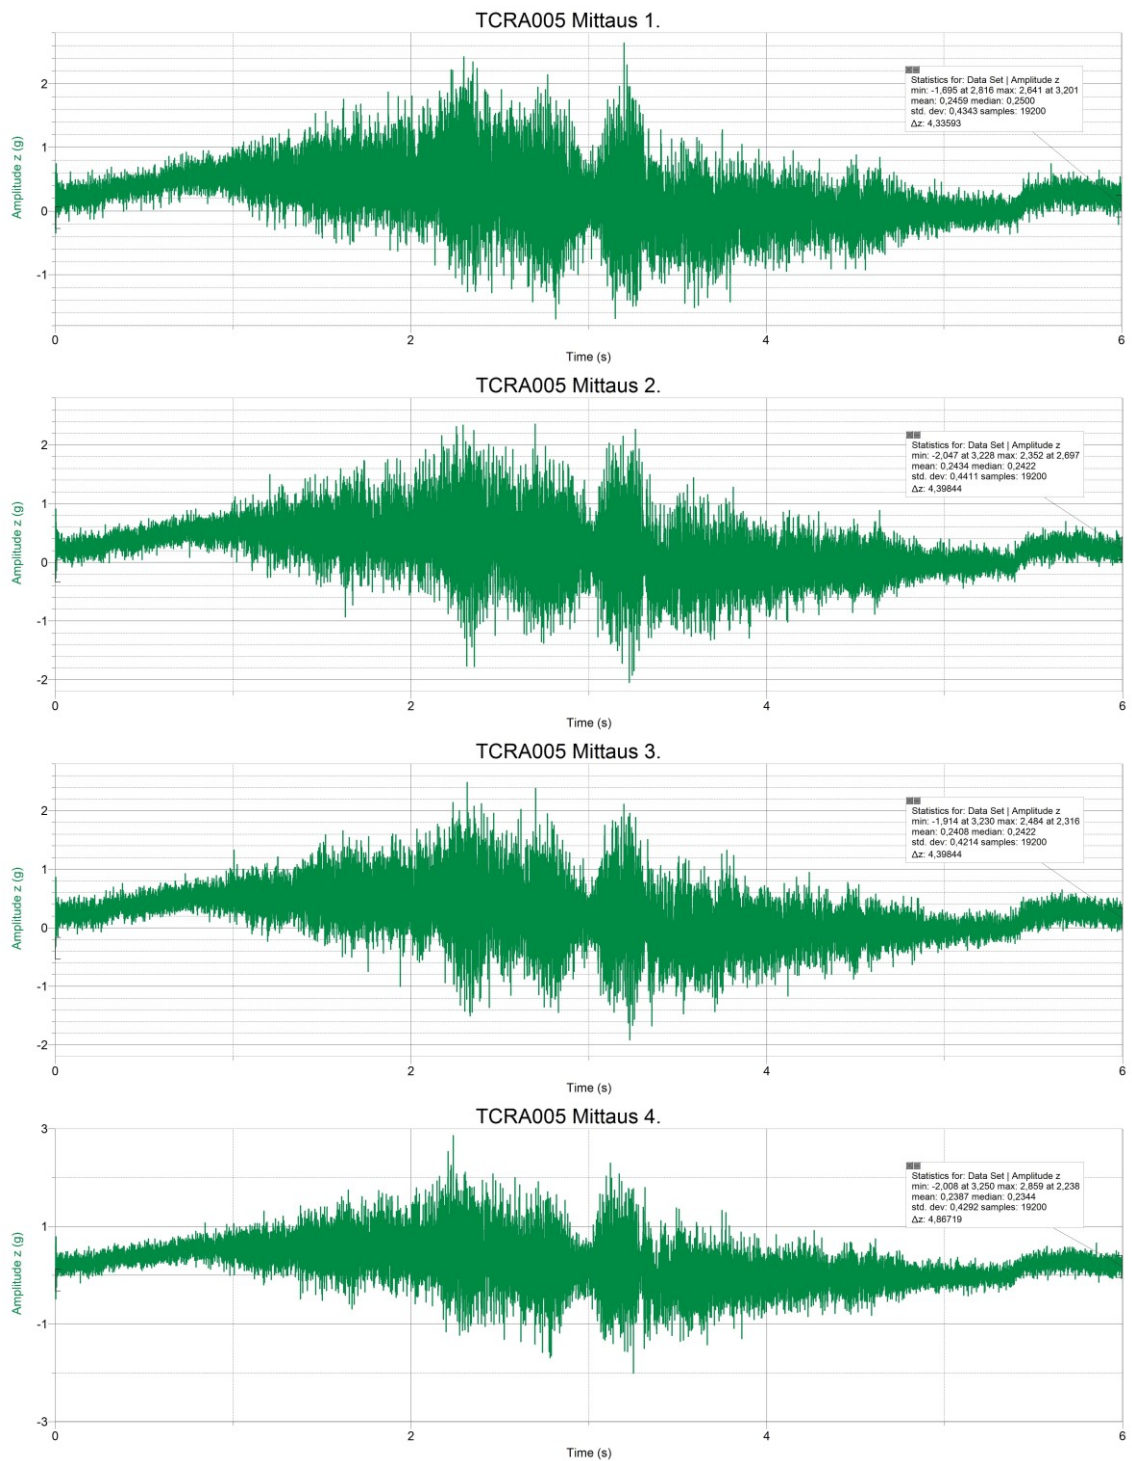 TCRA005 Mittaus 1.
Amplitude z (g)
2
1
0
-1
Statistics for: Data Set | Amplitude z
min: -1,695 at 2,816 max: 2,641 at 3,201
mean: 0,2459 median: 0,2500
std. dev: 0,4343 samples: 19200
Δz: 4,33593
0 2 4 6
Time (s)
TCRA005 Mittaus 2.
Amplitude z (g)
2
1
0
-1
-2
Statistics for: Data Set | Amplitude z
min: -2,047 at 3,228 max: 2,352 at 2,697
mean: 0,2434 median: 0,2422
std. dev: 0,4411 samples: 19200
Δz: 4,39844
0 2 4 6
Time (s)
TCRA005 Mittaus 3.
Amplitude z (g)
2
1
0
-1
-2
Statistics for: Data Set | Amplitude z
min: -1,914 at 3,230 max: 2,484 at 2,316
mean: 0,2408 median: 0,2422
std. dev: 0,4214 samples: 19200
Δz: 4,39844
0 2 4 6
Time (s)
TCRA005 Mittaus 4.
Amplitude z (g)
3
1
-1
-3
Statistics for: Data Set | Amplitude z
min: -2,008 at 3,250 max: 2,859 at 2,238
mean: 0,2387 median: 0,2344
std. dev: 0,4292 samples: 19200
Δz: 4,86719
0 2 4 6
Time (s)